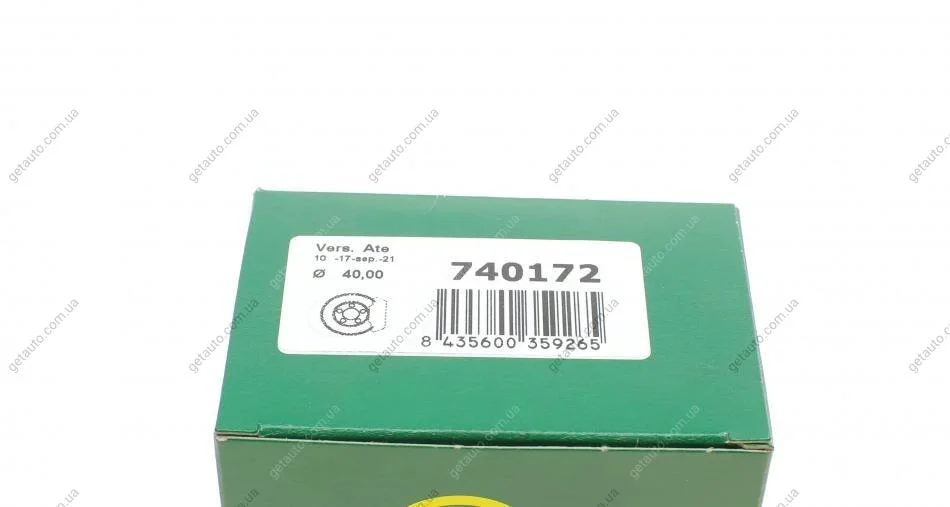 Vers. Ate
10 -17-sep.-21
Ø 40,00
740172
8 435600 359265
getauto.com.ua